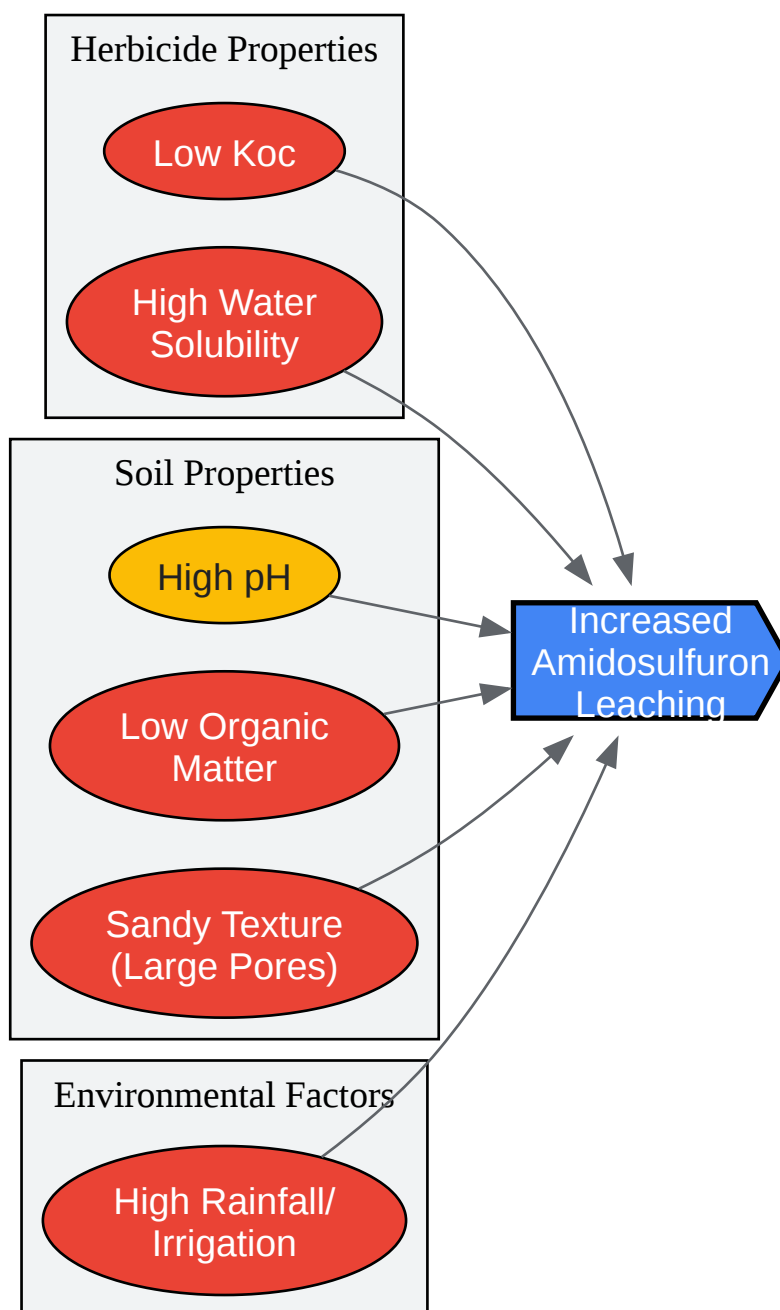 Herbicide Properties
Low Koc
High Water
Solubility
Soil Properties
High pH
Low Organic
Matter
Sandy Texture
(Large Pores)
Environmental Factors
High Rainfall/
Irrigation
Increased
Amidosulfuron
Leaching